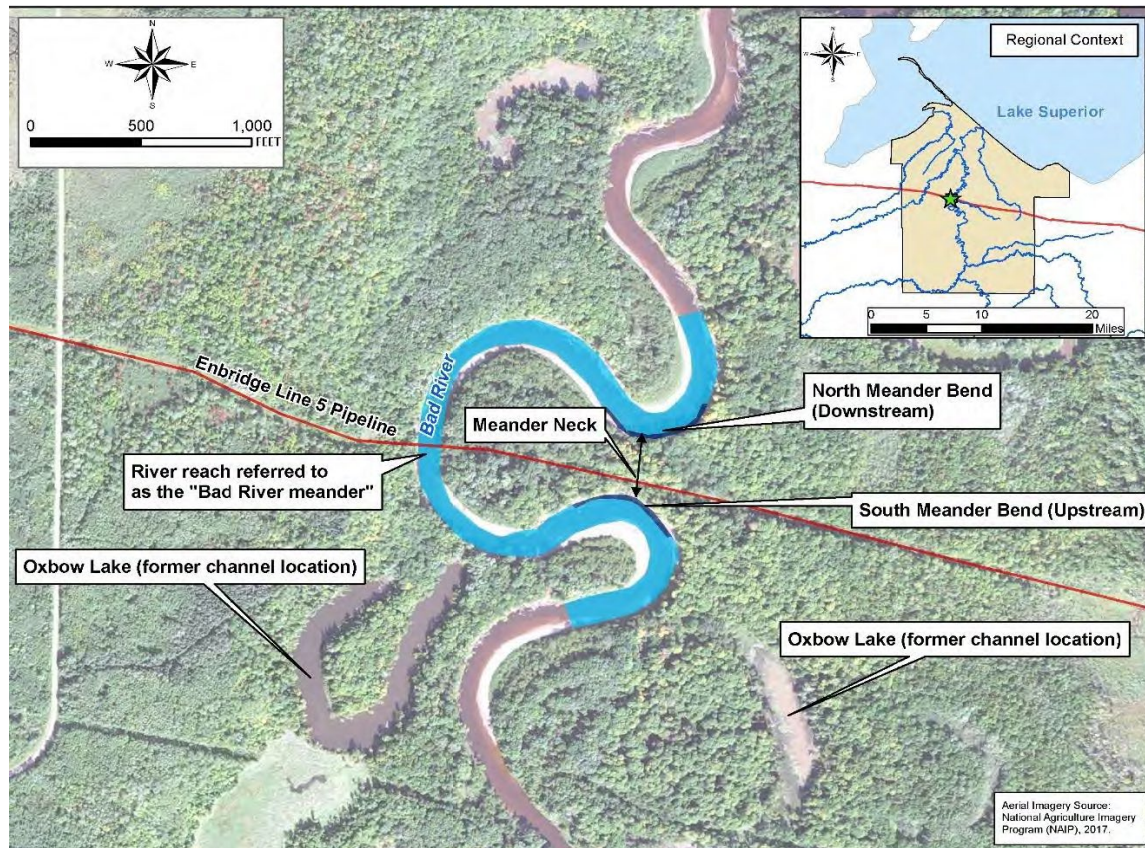 N
W E
S
0 500 1,000
FEET
Regional Context
N
W E
S
Lake Superior
0 5 10 20
Miles
Enbridge Line 5 Pipeline
Bad River
North Meander Bend
(Downstream)
Meander Neck
River reach referred to
as the "Bad River meander"
South Meander Bend (Upstream)
Oxbow Lake (former channel location)
Oxbow Lake (former channel location)
Aerial Imagery Source:
National Agriculture Imagery
Program (NAIP), 2017.